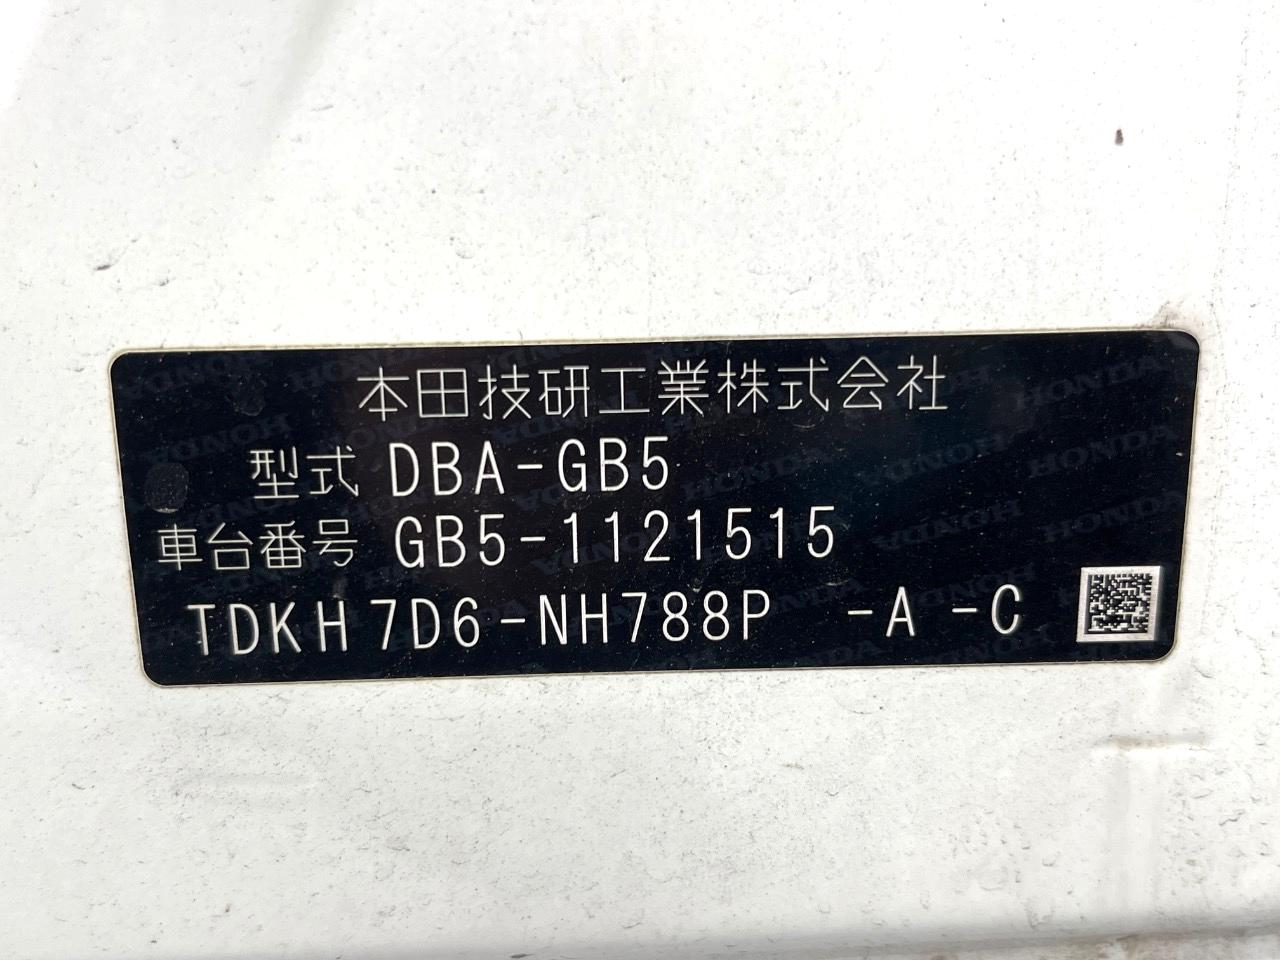 本田技研工業株式会社
型式 DBA-GB5
車台番号 GB5-1121515
TDKH7D6-NH788P -A -C